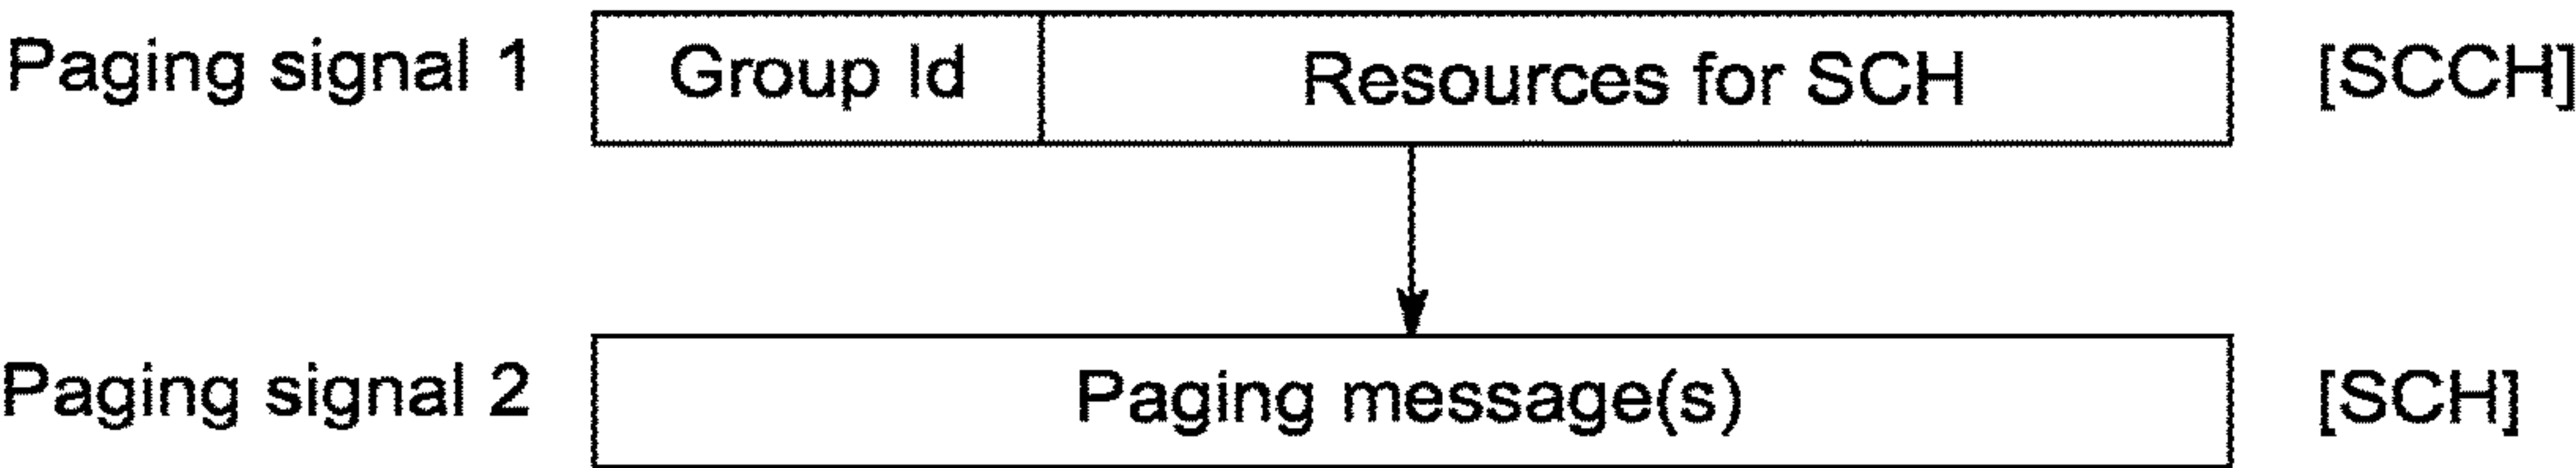 Paging signal 1 Group Id Resources for SCH [SCCH]
Paging signal 2 Paging message(s) [SCH]